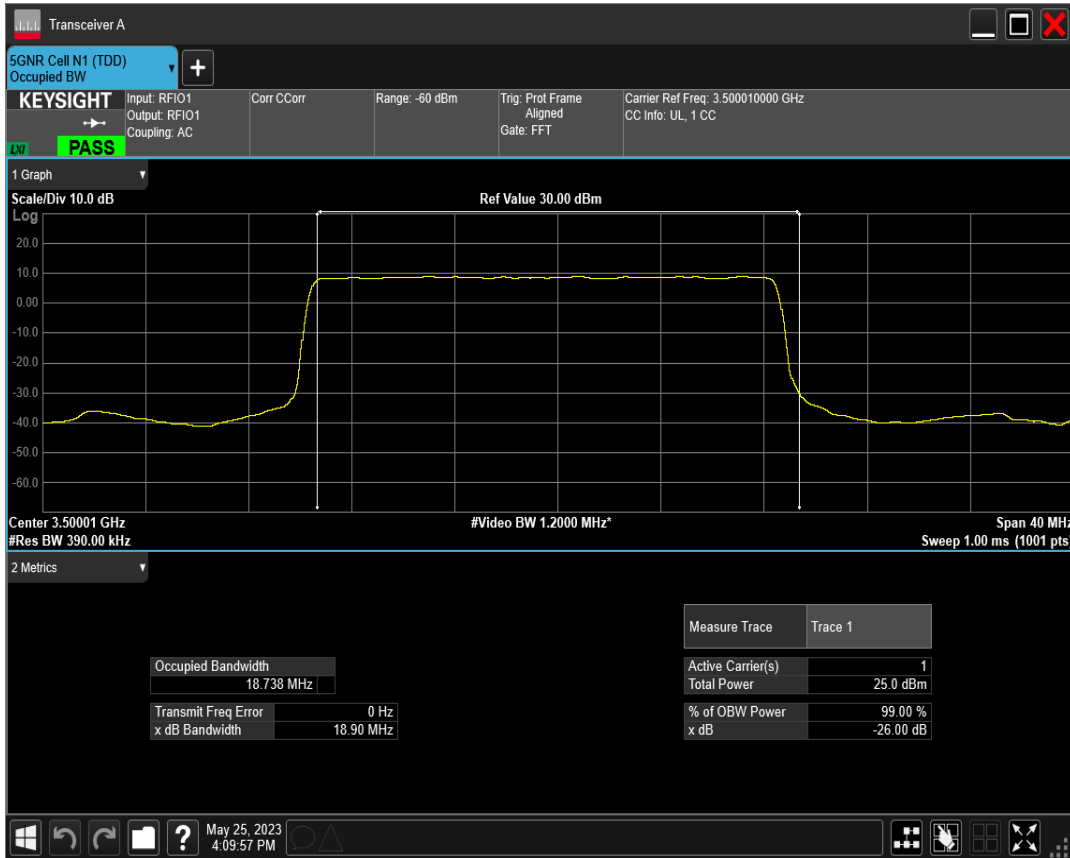 Transceiver A
5GNR Cell N1 (TDD)
Occupied BW
+
KEYSIGHT
LXI
PASS
Input: RFIO1
Output: RFIO1
Coupling: AC
Corr CCorr
Range: -60 dBm
Trig: Prot Frame
Aligned
Gate: FFT
Carrier Ref Freq: 3.500010000 GHz
CC Info: UL, 1 CC
1 Graph
Scale/Div 10.0 dB
Ref Value 30.00 dBm
Log
20.0
10.0
0.00
-10.0
-20.0
-30.0
-40.0
-50.0
-60.0
Center 3.50001 GHz
#Video BW 1.2000 MHz*
Span 40 MHz
#Res BW 390.00 kHz
Sweep 1.00 ms (1001 pts)
2 Metrics
Measure Trace Trace 1
Occupied Bandwidth
18.738 MHz
Active Carrier(s) 1
Total Power 25.0 dBm
Transmit Freq Error 0 Hz
x dB Bandwidth 18.90 MHz
% of OBW Power 99.00 %
x dB -26.00 dB
?
May 25, 2023
4:09:57 PM